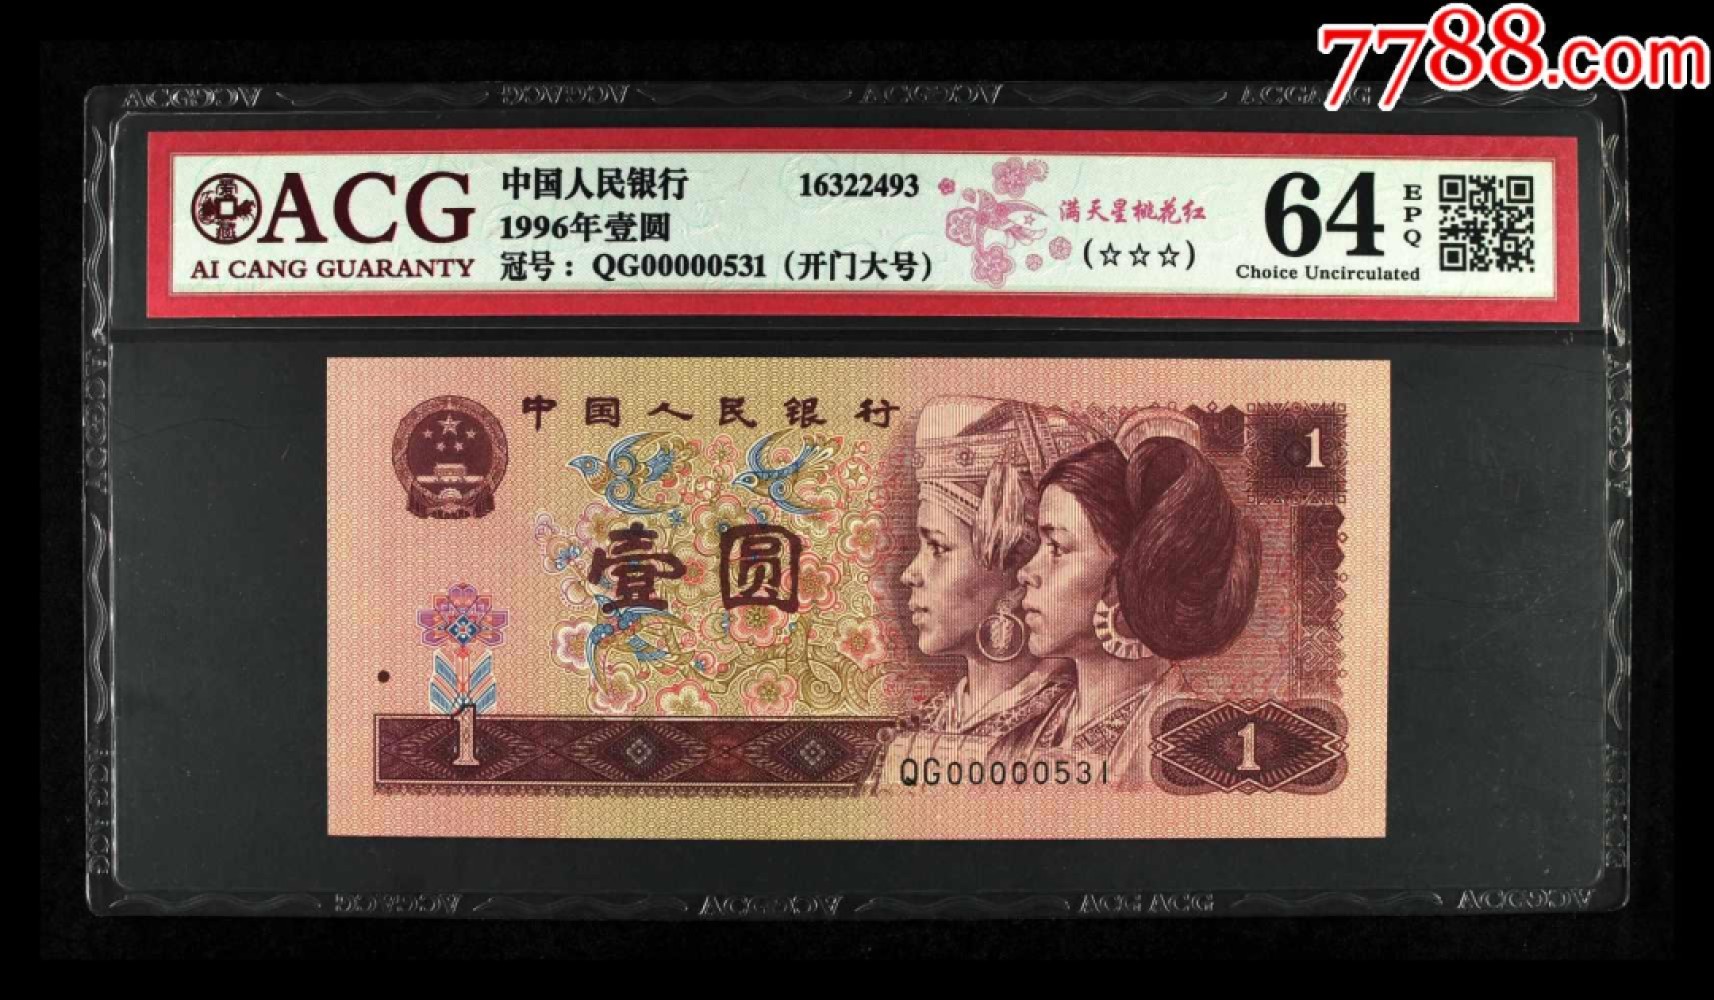 7788.com
ACG
AI CANG GUARANTY
中国人民银行 16322493
1996年壹圆
冠号：QG00000531（开门大号）
满天星桃花红
(☆☆☆)
64 EPQ
Choice Uncirculated
中国人民银行
1
壹圆
1
1
QG00000531
ACG ACG